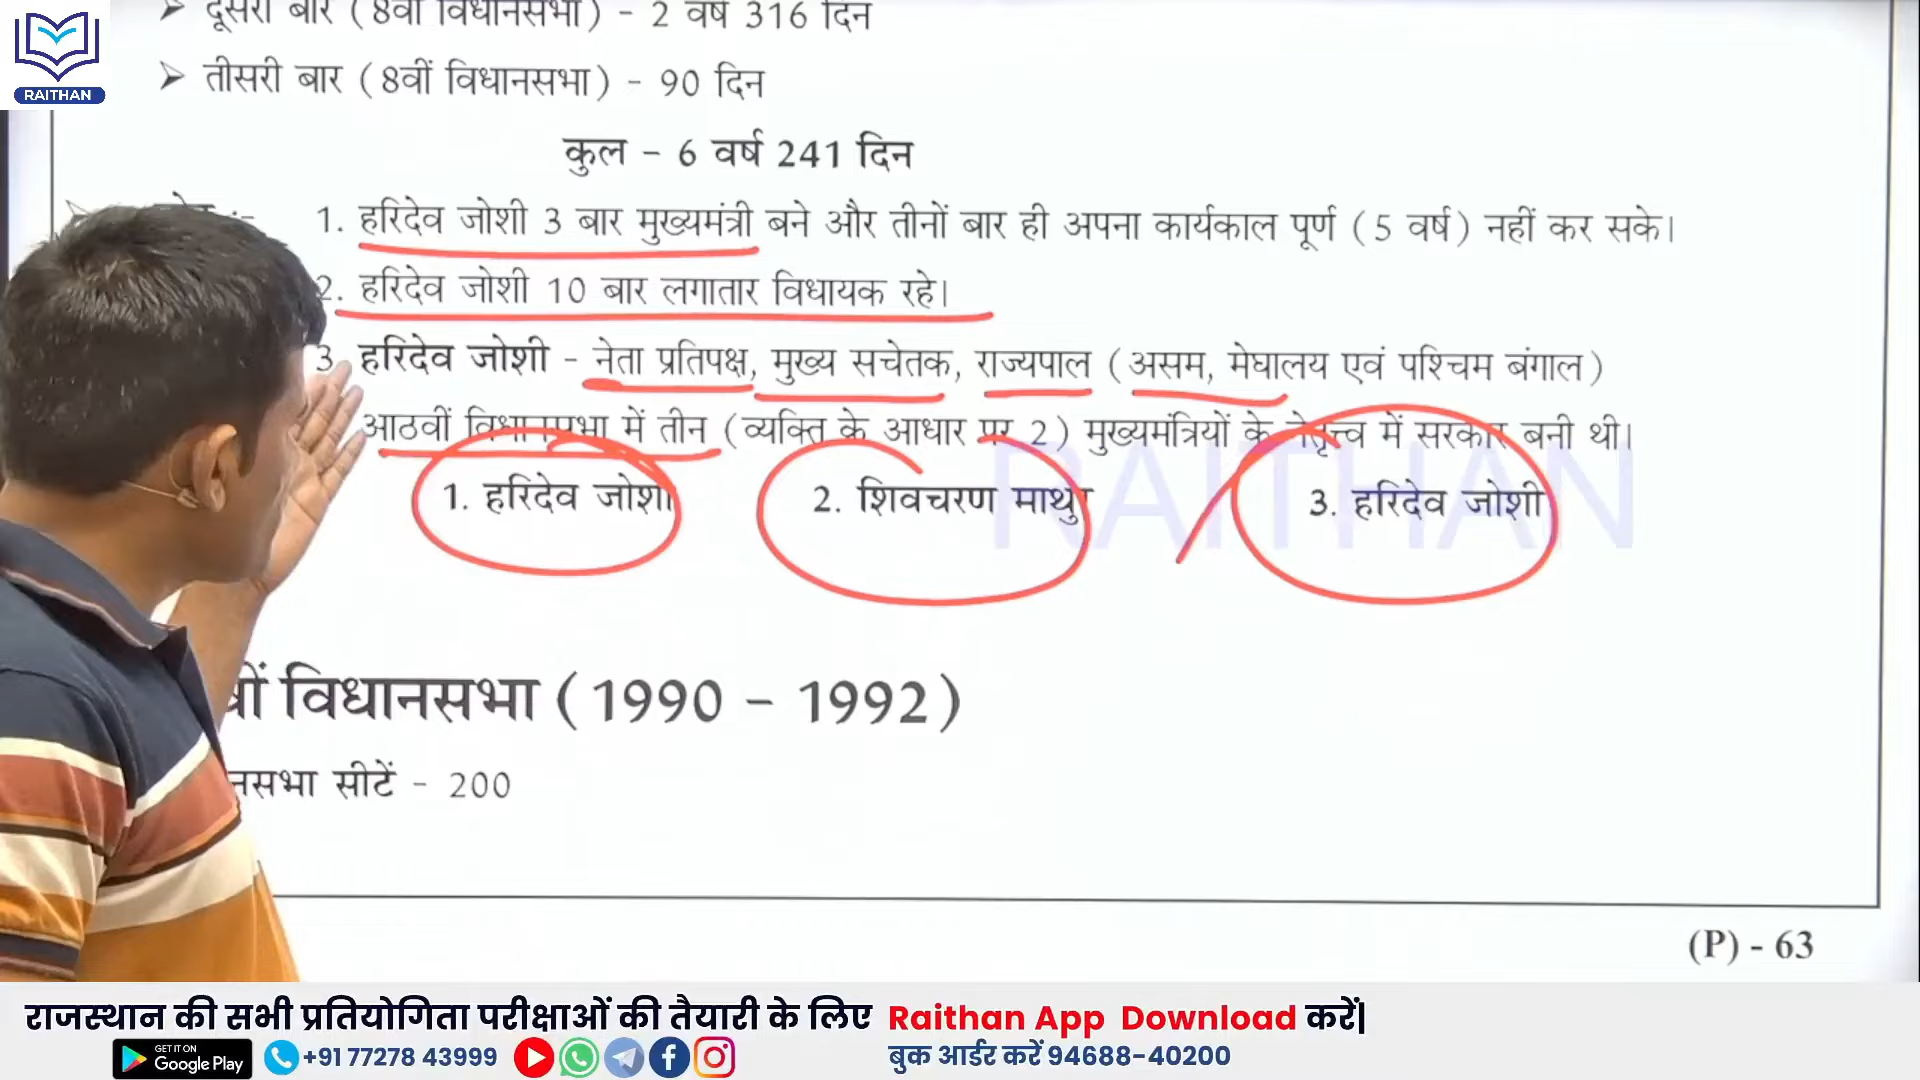 दूसरी बार (8वीं विधानसभा) - 2 वर्ष 316 दिन
RAITHAN
➤ तीसरी बार (8वीं विधानसभा) - 90 दिन
कुल - 6 वर्ष 241 दिन
1. हरिदेव जोशी 3 बार मुख्यमंत्री बने और तीनों बार ही अपना कार्यकाल पूर्ण (5 वर्ष) नहीं कर सके।
2. हरिदेव जोशी 10 बार लगातार विधायक रहे।
3. हरिदेव जोशी - नेता प्रतिपक्ष, मुख्य सचेतक, राज्यपाल (असम, मेघालय एवं पश्चिम बंगाल)
आठवीं विधानसभा में तीन (व्यक्ति के आधार पर 2) मुख्यमंत्रियों के नेतृत्त्व में सरकार बनी थी।
1. हरिदेव जोशी 2. शिवचरण माथुर 3. हरिदेव जोशी
RAITHAN
विधानसभा (1990 - 1992)
सीटें - 200
(P) - 63
राजस्थान की सभी प्रतियोगिता परीक्षाओं की तैयारी के लिए Raithan App Download करें|
GET IT ON Google Play +91 77278 43999 बुक आर्डर करें 94688-40200